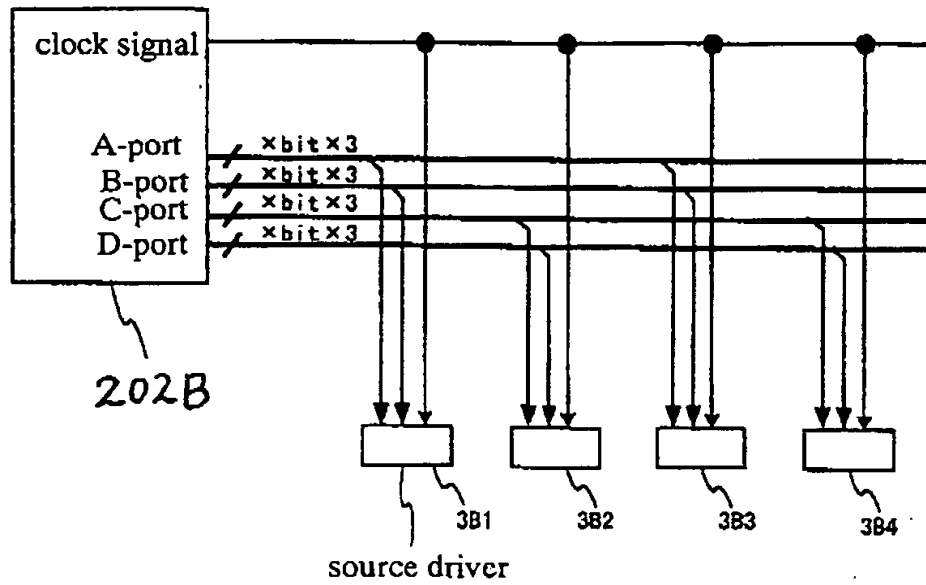 clock signal
A-port
×bit×3
B-port
×bit×3
C-port
×bit×3
D-port
×bit×3
202B
3B1
3B2
3B3
3B4
source driver